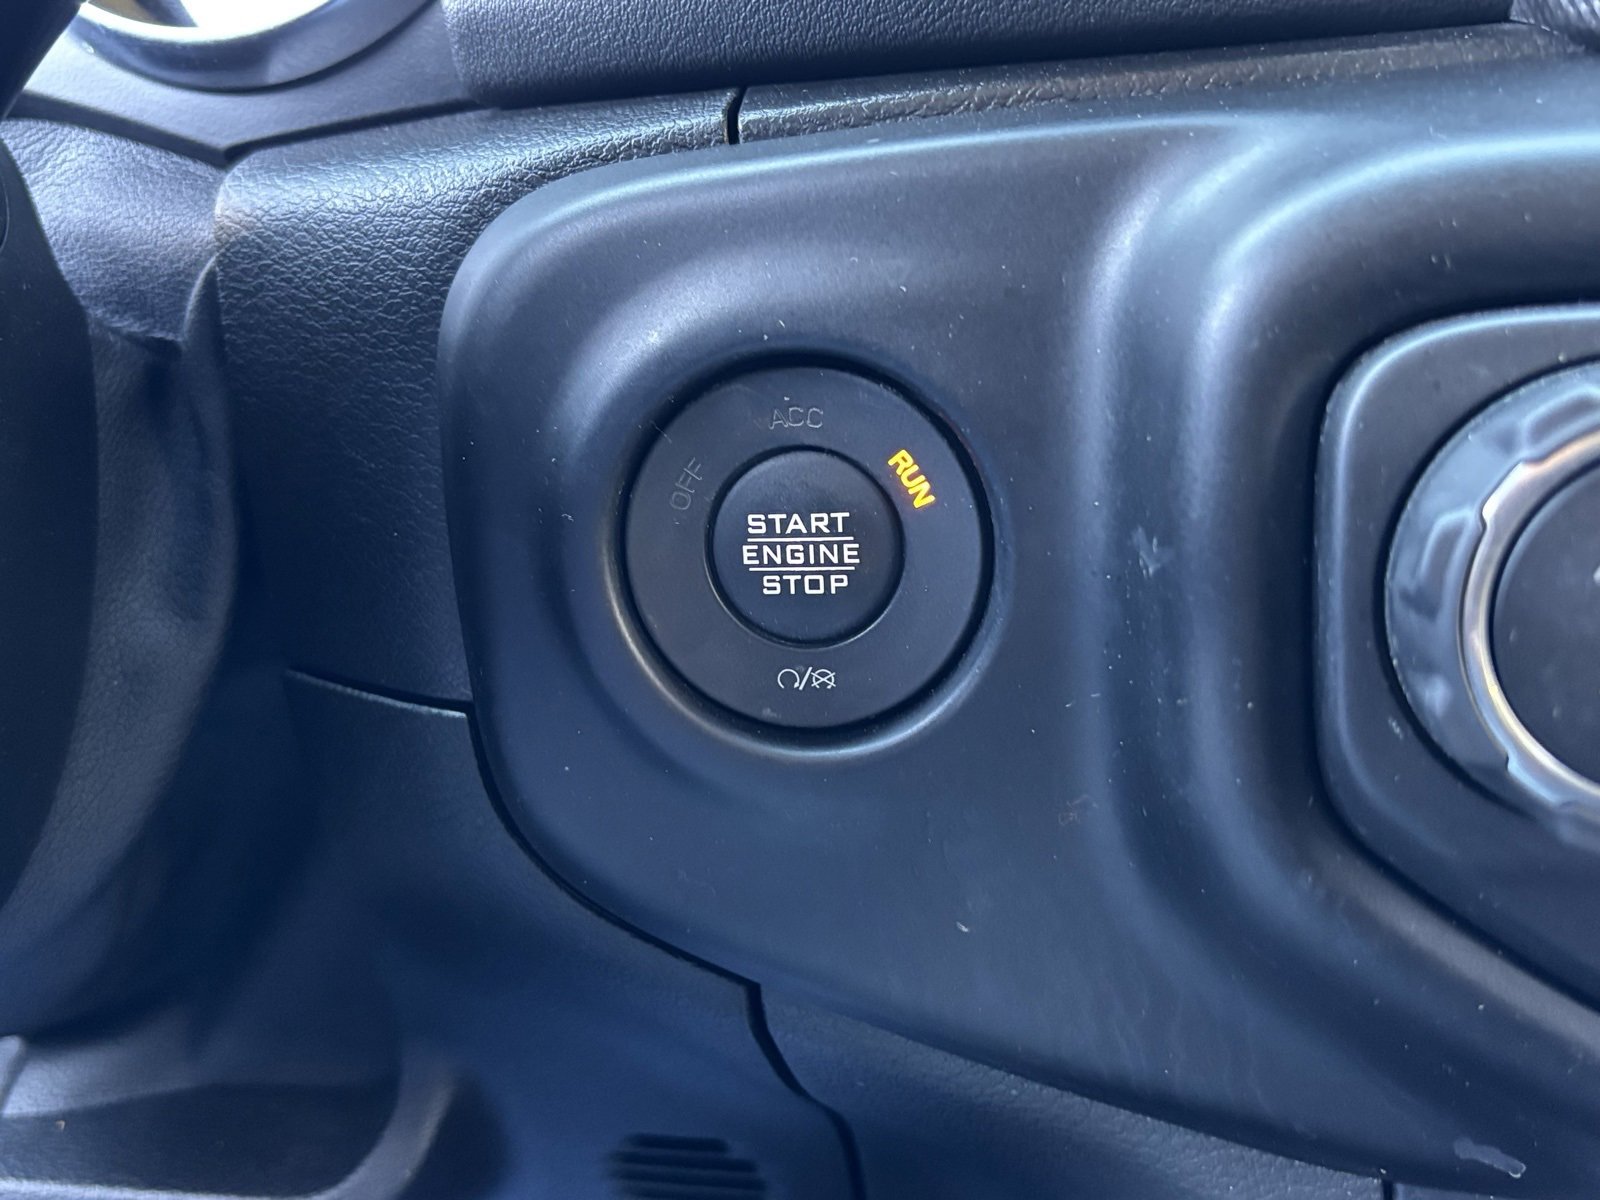 ACC
OFF
RUN
START
ENGINE
STOP